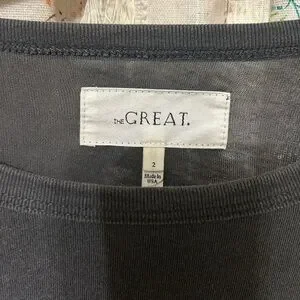 THE GREAT.
2
Made in
USA